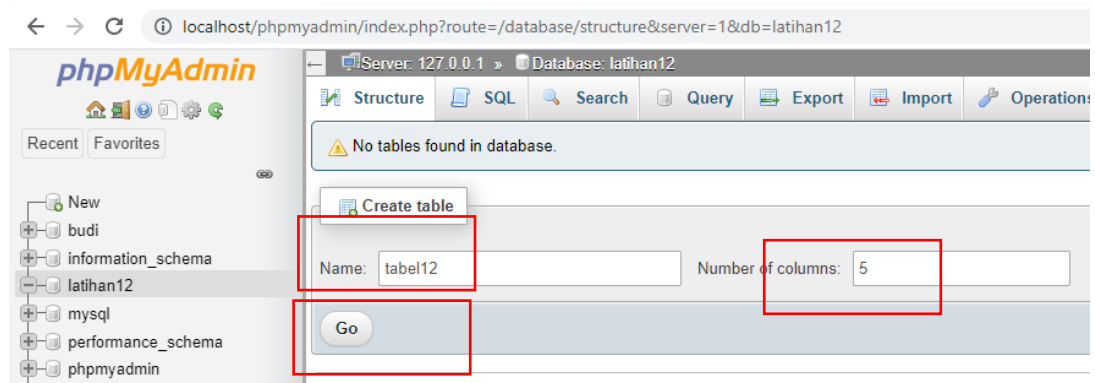 localhost/phpmyadmin/index.php?route=/database/structure&server=1&db=latihan12
phpMyAdmin
Recent Favorites
New
budi
information_schema
latihan12
mysql
performance_schema
phpmyadmin
Server: 127.0.0.1 » Database: latihan12
Structure SQL Search Query Export Import Operations
No tables found in database.
Create table
Name: tabel12 Number of columns: 5
Go